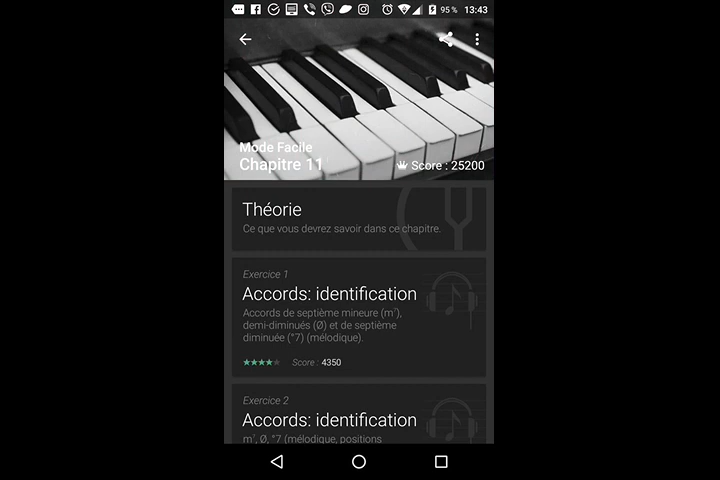 95 % 13:43
Mode Facile
Chapitre 11
Score : 25200
Théorie
Ce que vous devrez savoir dans ce chapitre.
Exercice 1
Accords: identification
Accords de septième mineure (m⁷),
demi-diminués (Ø) et de septième
diminuée (°7) (mélodique).
Score : 4350
Exercice 2
Accords: identification
m⁷, Ø, °7 (mélodique, positions